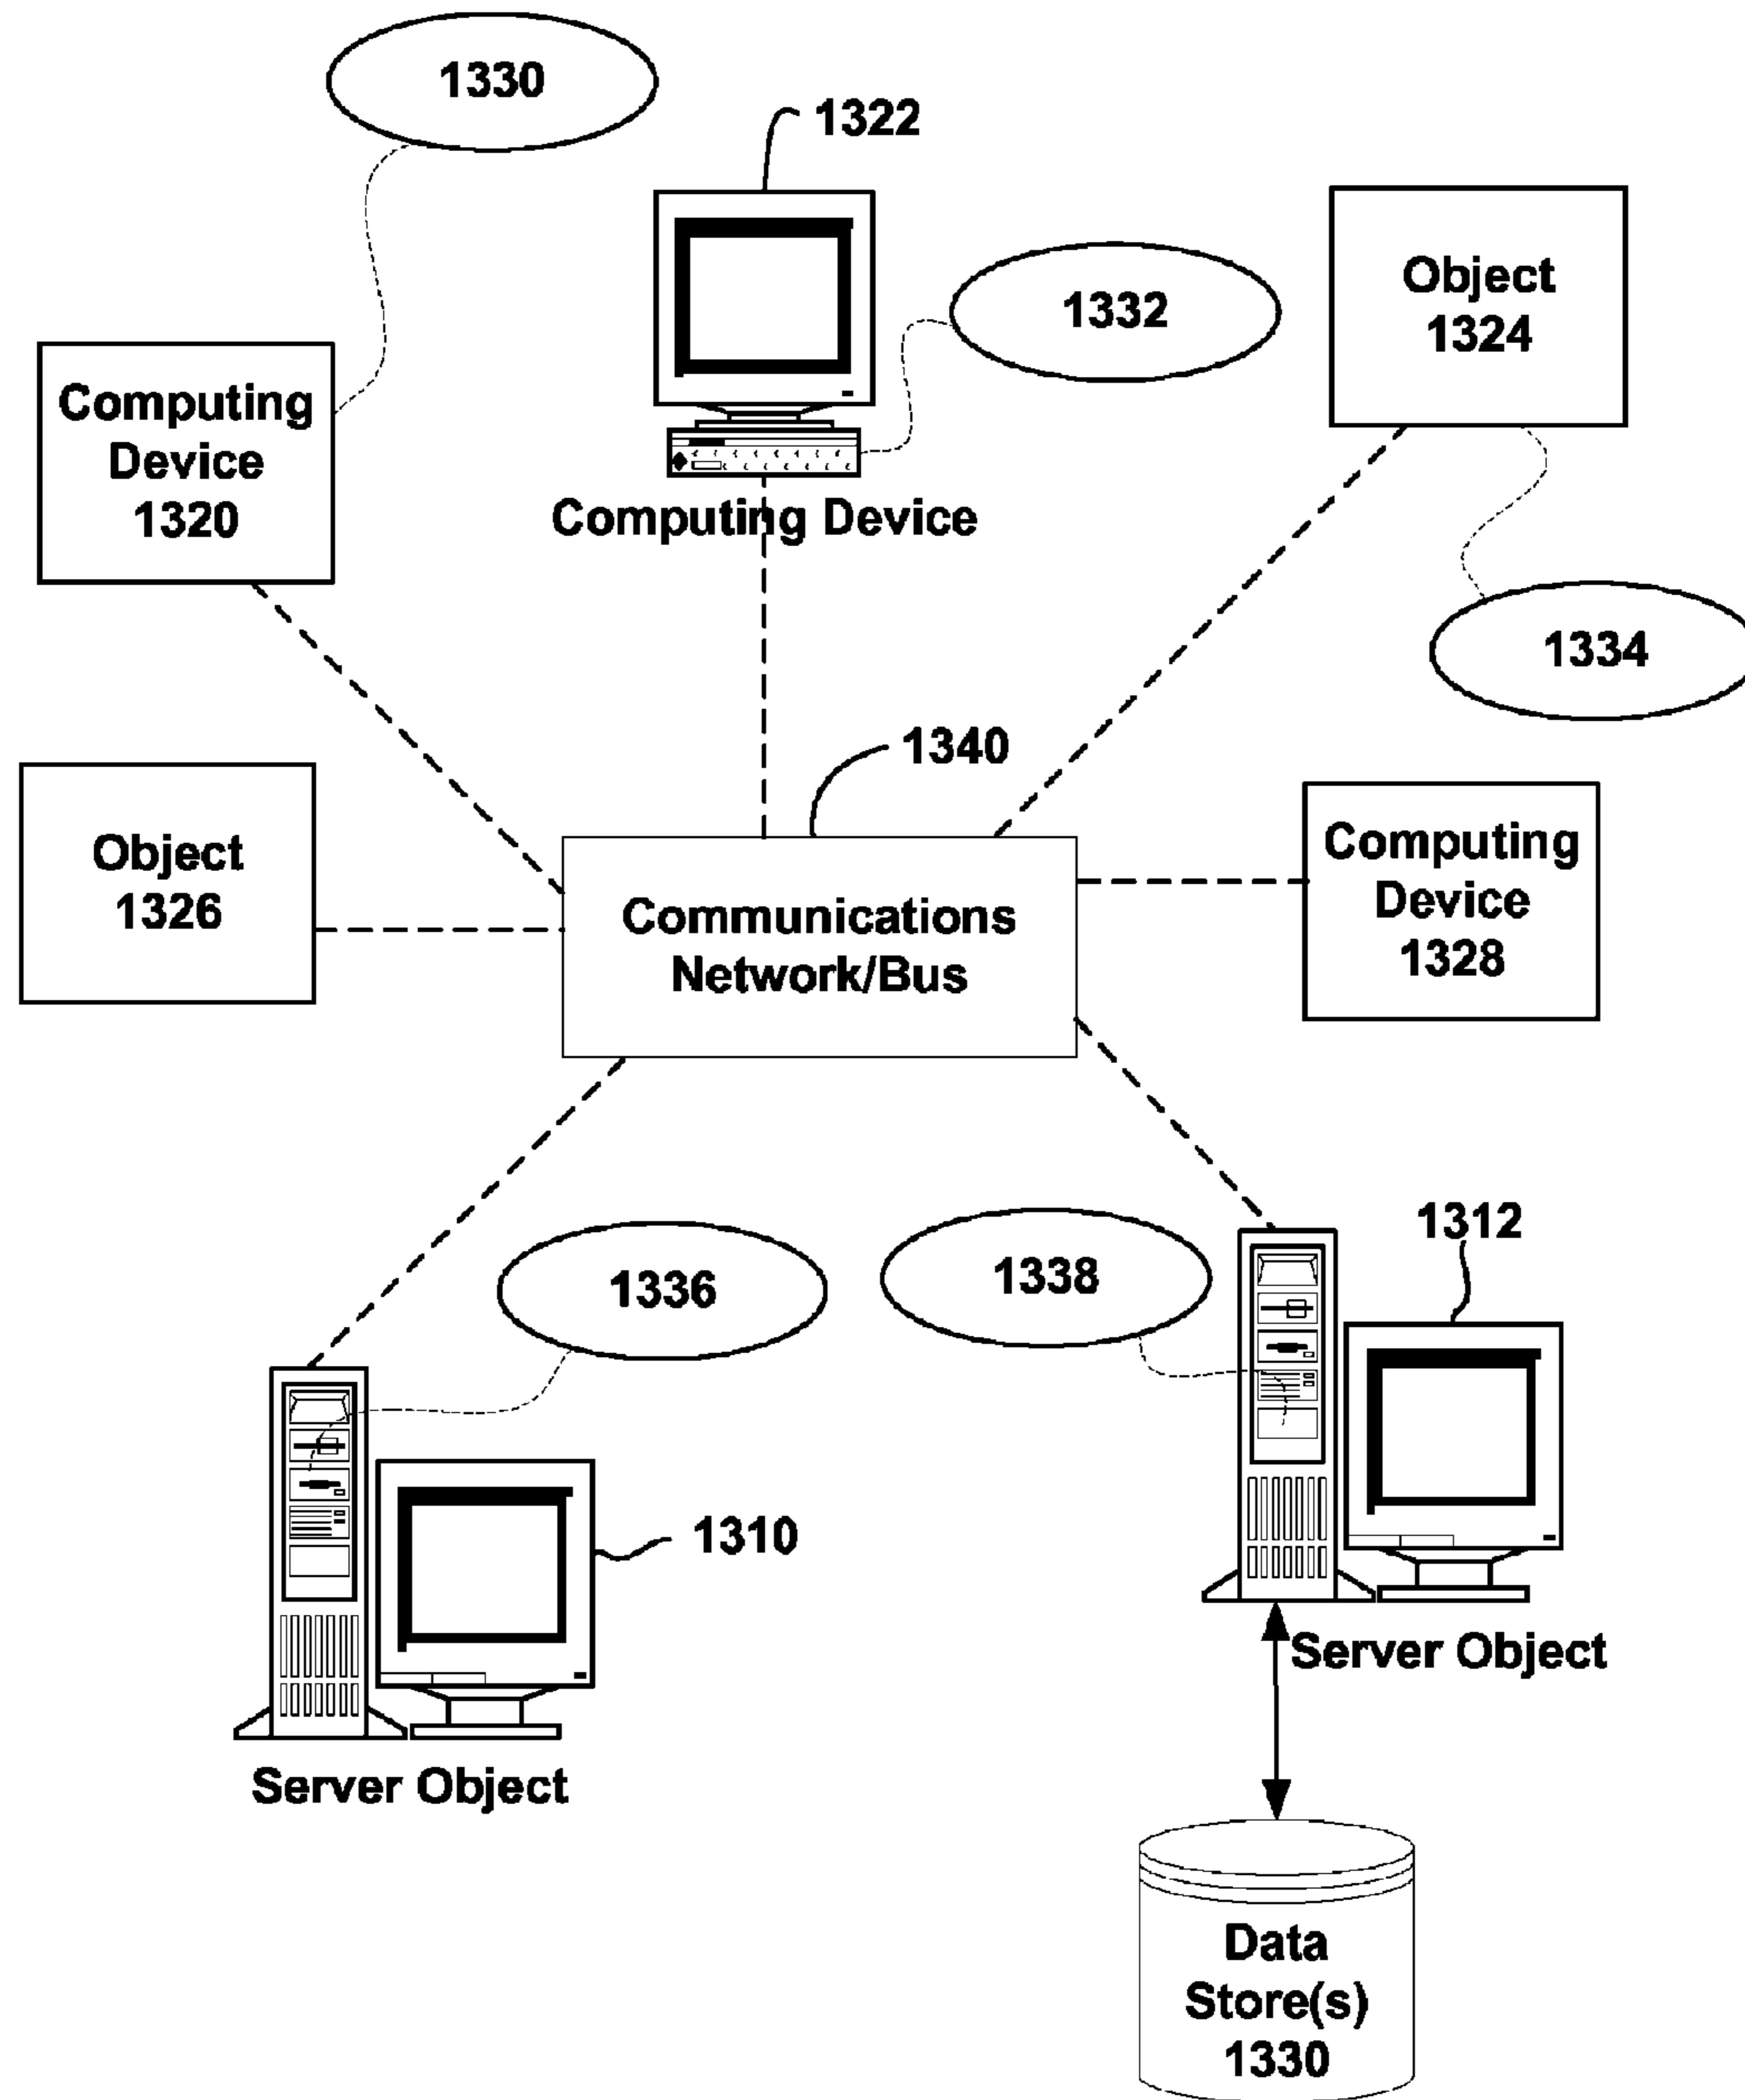 1330
1322
1332
Object
1324
Computing
Device
1320
Computing Device
1334
1340
Object
1326
Communications
Network/Bus
Computing
Device
1328
1336
1338
1312
1310
Server Object
Server Object
Data
Store(s)
1330